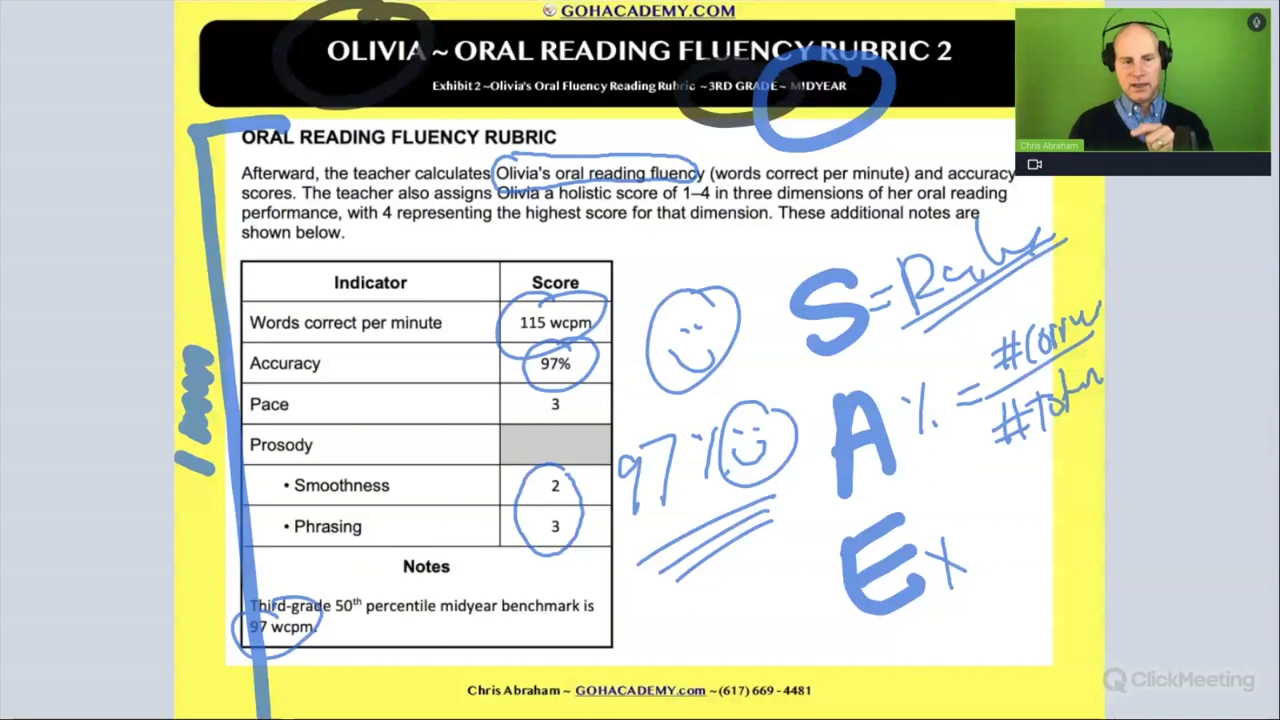 GOHACADEMY.COM
OLIVIA ~ ORAL READING FLUENCY RUBRIC 2
Exhibit 2 ~Olivia's Oral Fluency Reading Rubric ~3RD GRADE~ MIDYEAR
Chris Abraham
ORAL READING FLUENCY RUBRIC
Afterward, the teacher calculates Olivia's oral reading fluency (words correct per minute) and accuracy
scores. The teacher also assigns Olivia a holistic score of 1–4 in three dimensions of her oral reading
performance, with 4 representing the highest score for that dimension. These additional notes are
shown below.
Indicator Score
Words correct per minute 115 wcpm
Accuracy 97%
Pace 3
Prosody
• Smoothness 2
• Phrasing 3
Notes
Third-grade 50th percentile midyear benchmark is
97 wcpm.
1 min
97%
S =
A % = #Corr
#Total
Ex
Chris Abraham ~ GOHACADEMY.com ~(617) 669 - 4481
ClickMeeting